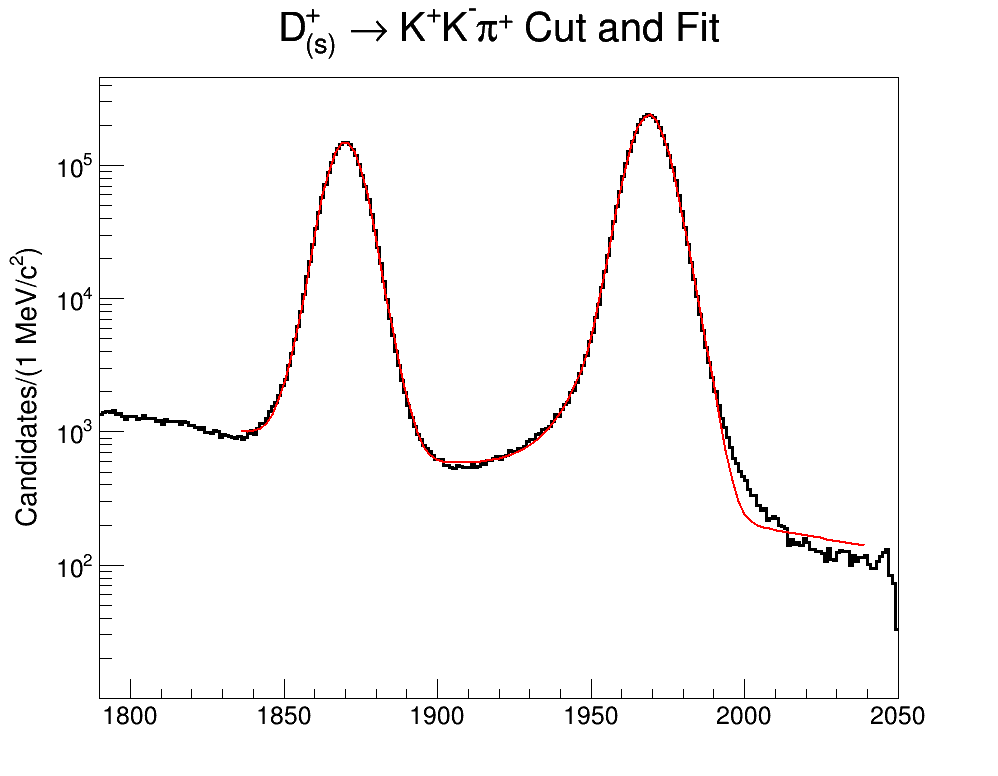 D⁺₍ₛ₎ → K⁺K⁻π⁺ Cut and Fit
Candidates/(1 MeV/c²)
10⁵
10⁴
10³
10²
1800 1850 1900 1950 2000 2050